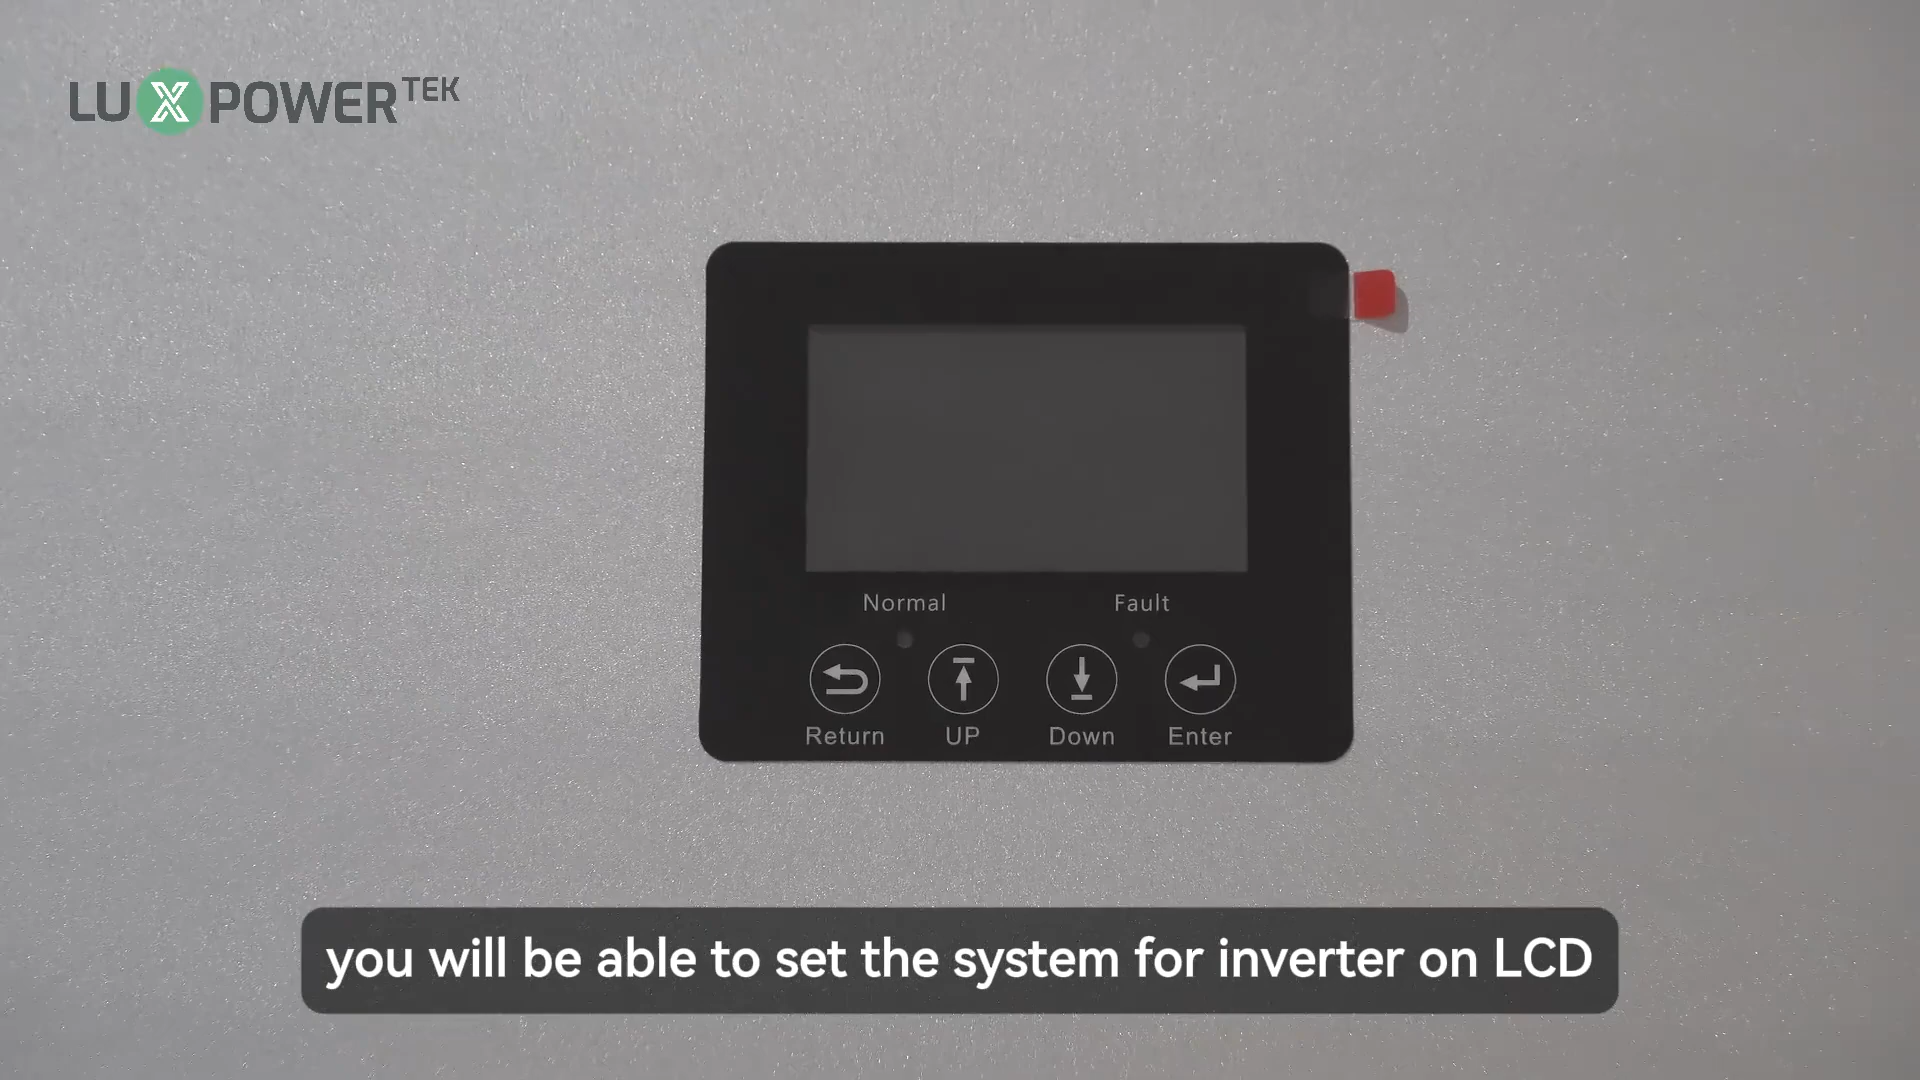 LUXPOWERTEK
Normal Fault
Return UP Down Enter
you will be able to set the system for inverter on LCD